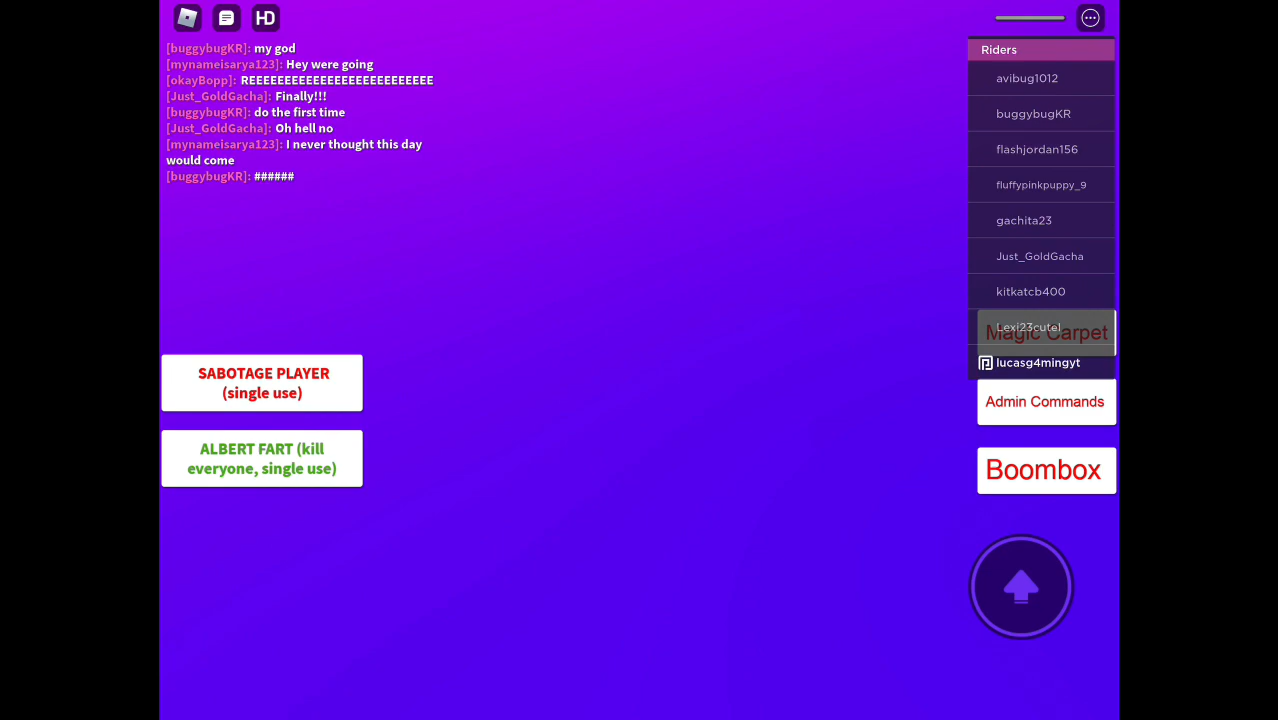 HD
[buggybugKR]: my god
[mynameisarya123]: Hey were going
[okayBopp]: REEEEEEEEEEEEEEEEEEEEEEEEEE
[Just_GoldGacha]: Finally!!!
[buggybugKR]: do the first time
[Just_GoldGacha]: Oh hell no
[mynameisarya123]: I never thought this day
would come
[buggybugKR]: ######
Riders
avibug1012
buggybugKR
flashjordan156
fluffypinkpuppy_9
gachita23
Just_GoldGacha
kitkatcb400
Lexi23cutel
Magic Carpet
lucasg4mingyt
SABOTAGE PLAYER
(single use)
Admin Commands
ALBERT FART (kill
everyone, single use)
Boombox